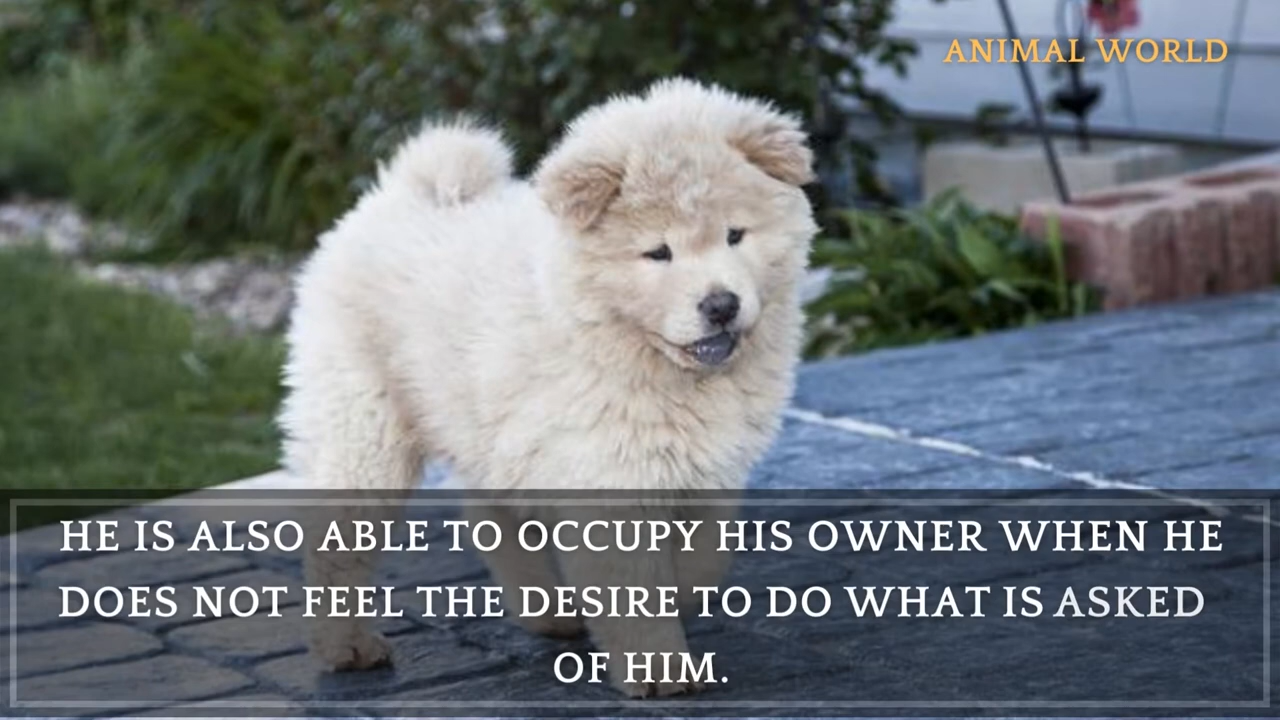 ANIMAL WORLD
HE IS ALSO ABLE TO OCCUPY HIS OWNER WHEN HE
DOES NOT FEEL THE DESIRE TO DO WHAT IS ASKED
OF HIM.